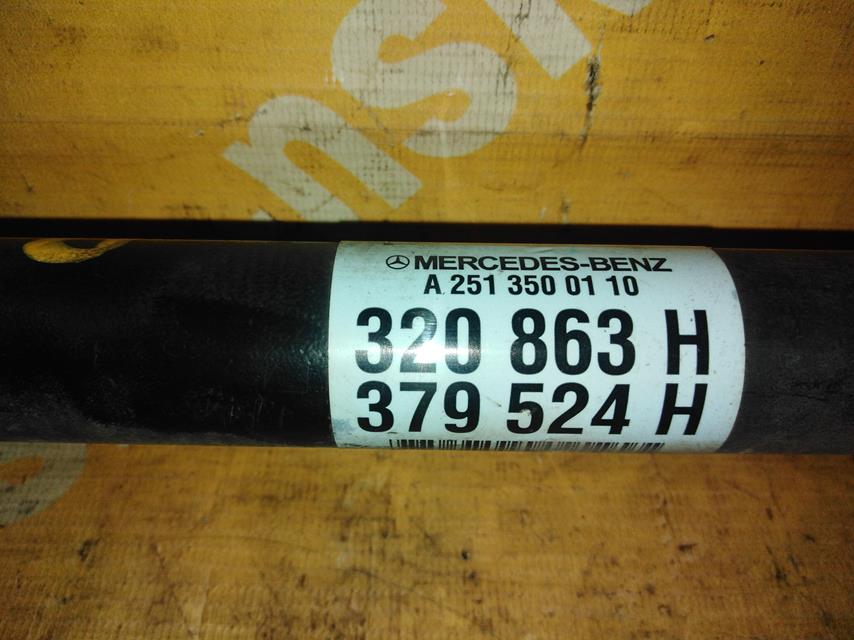 MERCEDES-BENZ
A 251 350 01 10
320 863 H
379 524 H